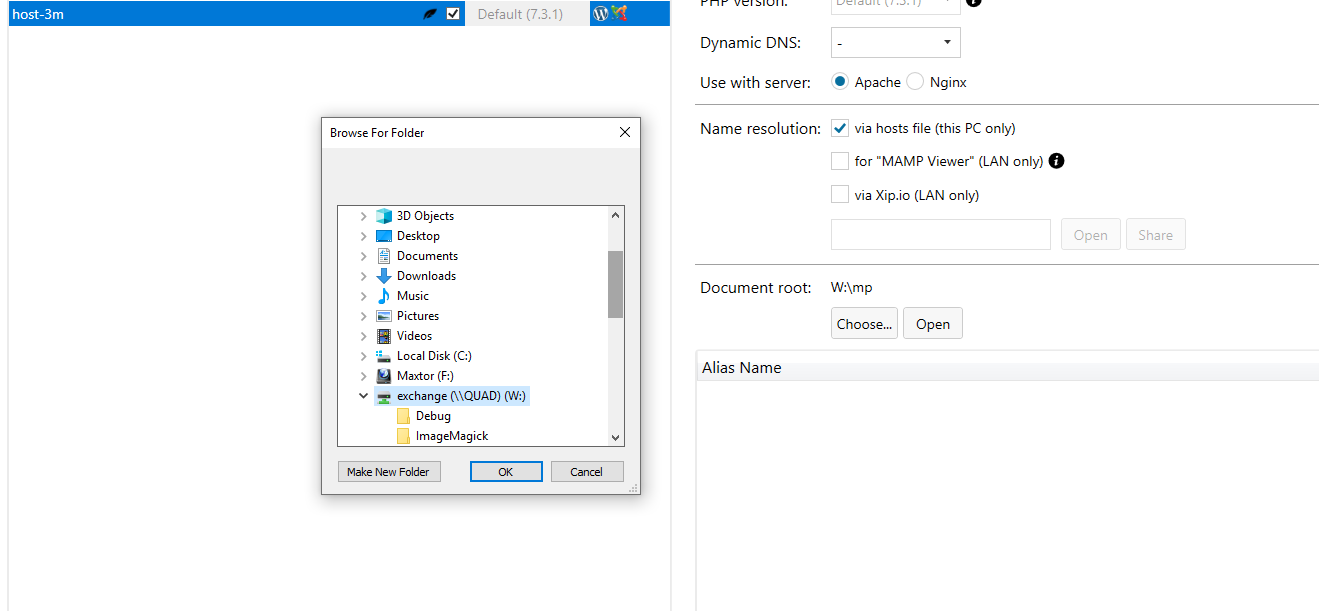 host-3m
Default (7.3.1)
PHP version:
Default (7.3.1)
Dynamic DNS:
-
Use with server:
Apache
Nginx
Name resolution:
via hosts file (this PC only)
for "MAMP Viewer" (LAN only)
via Xip.io (LAN only)
Open
Share
Document root:
W:\mp
Choose...
Open
Alias Name
Browse For Folder
3D Objects
Desktop
Documents
Downloads
Music
Pictures
Videos
Local Disk (C:)
Maxtor (F:)
exchange (\\QUAD) (W:)
Debug
ImageMagick
Make New Folder
OK
Cancel